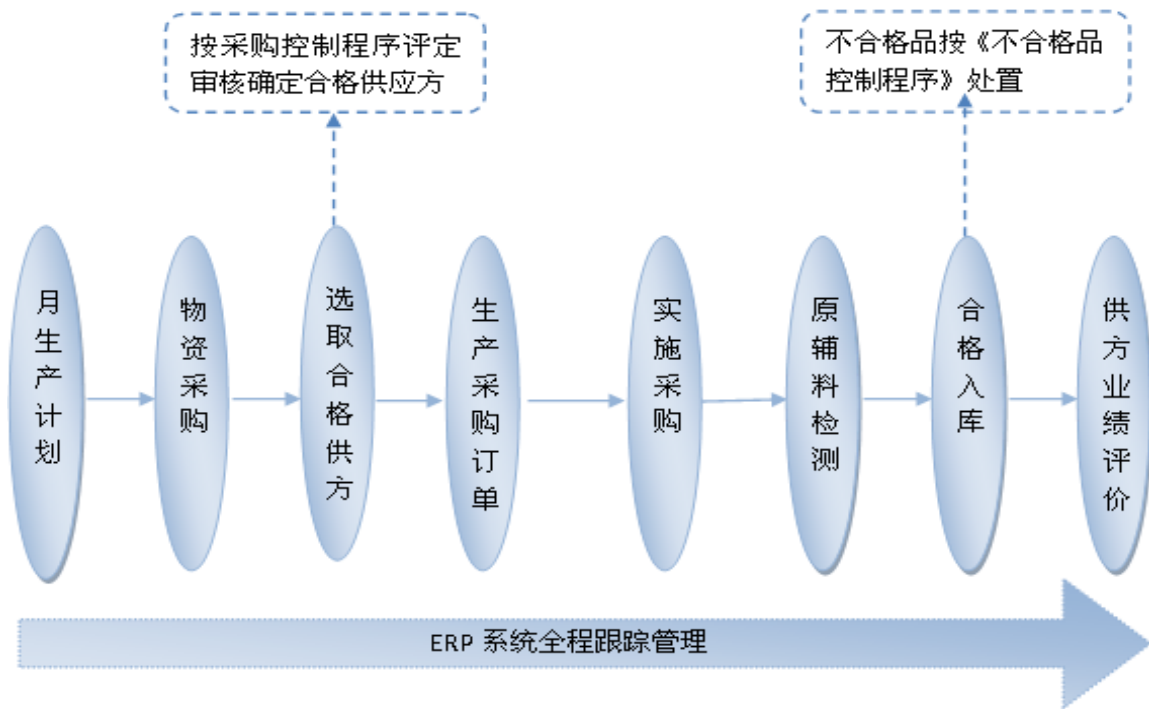 按采购控制程序评定
审核确定合格供应方
不合格品按《不合格品
控制程序》处置
月生产计划
物资采购
选取合格供方
生产采购订单
实施采购
原辅料检测
合格入库
供方业绩评价
ERP 系统全程跟踪管理